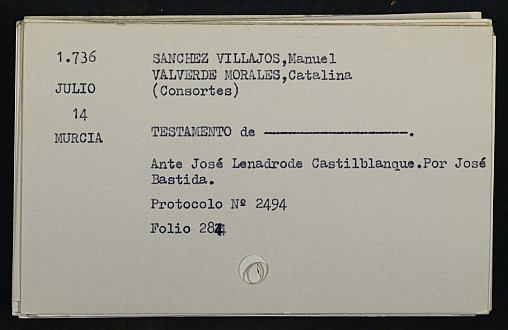 1.736
SANCHEZ VILLAJOS,Manuel
VALVERDE MORALES,Catalina
JULIO
(Consortes)
14
MURCIA
TESTAMENTO de ————————————.
Ante José Lenadrode Castilblanque.Por José
Bastida.
Protocolo Nº 2494
Folio